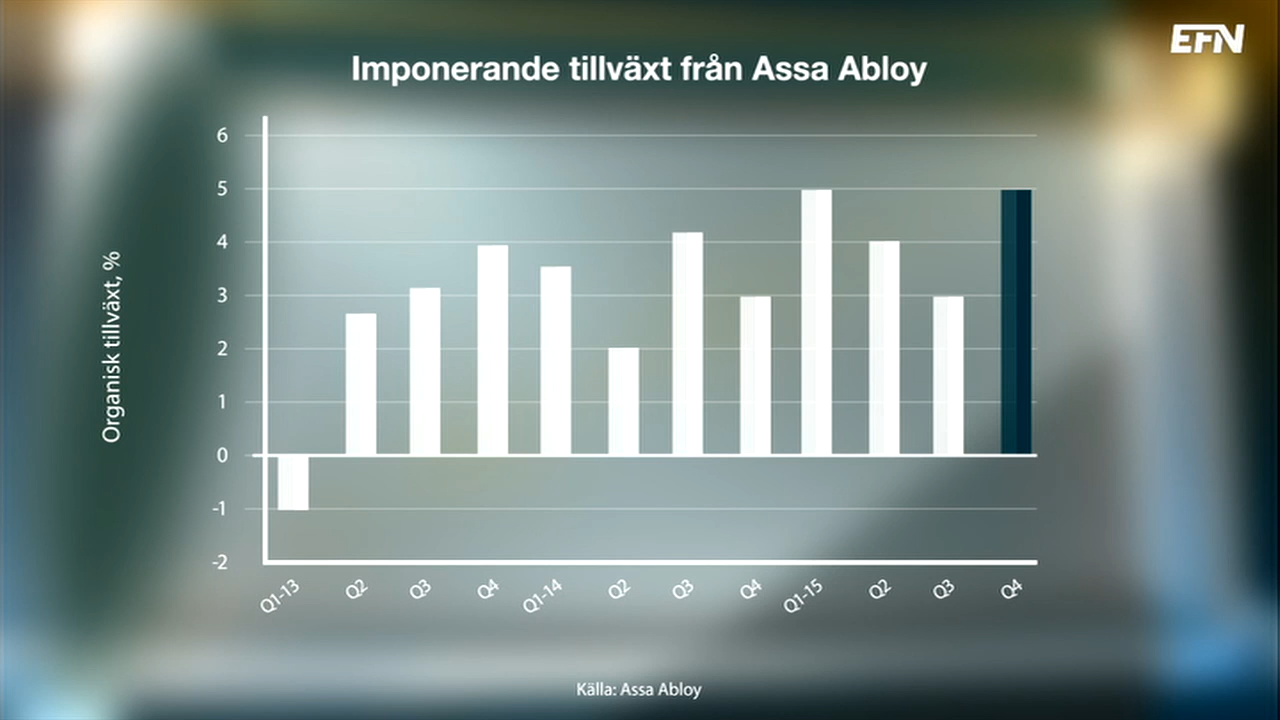 EFN
Imponerande tillväxt från Assa Abloy
6
5
4
3
2
1
0
-1
-2
Organisk tillväxt, %
Q1-13 Q2 Q3 Q4 Q1-14 Q2 Q3 Q4 Q1-15 Q2 Q3 Q4
Källa: Assa Abloy